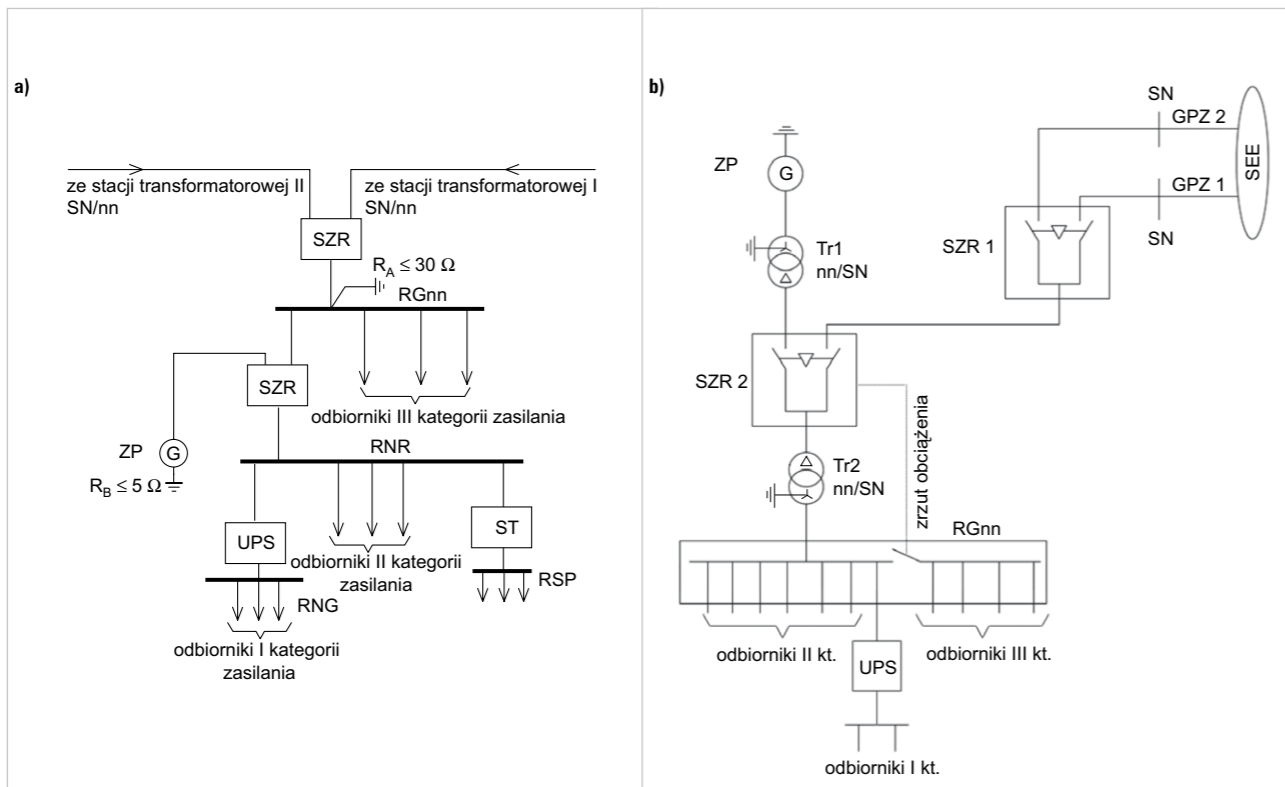 a)
ze stacji transformatorowej II
SN/nn
ze stacji transformatorowej I
SN/nn
SZR
R_A ≤ 30 Ω
RGnn
SZR
odbiorniki III kategorii zasilania
ZP
G
R_B ≤ 5 Ω
RNR
UPS
odbiorniki II kategorii
zasilania
ST
RSP
RNG
odbiorniki I kategorii
zasilania
b)
SN
GPZ 2
SEE
GPZ 1
SN
ZP
G
Tr1
nn/SN
SZR 1
SZR 2
zrzut obciążenia
Tr2
nn/SN
RGnn
odbiorniki II kt.
UPS
odbiorniki III kt.
odbiorniki I kt.